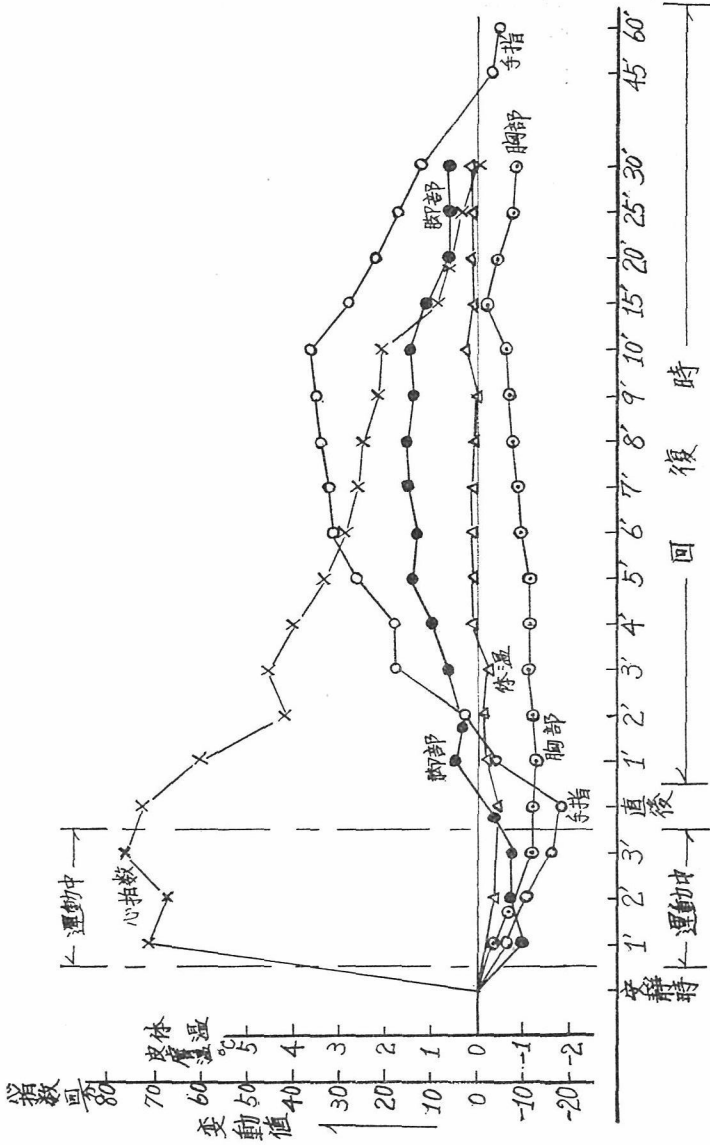 心拍数
回/分
80
70
60
50
40
30
20
10
0
-10
-20
変動値
皮膚温
体温
℃
5
4
3
2
1
0
-1
-2
← 運動中 →
心拍数
脚部
手指
胸部
体温
脚部
手指
胸部
安静時
1'
2'
3'
直後
1'
2'
3'
4'
5'
6'
7'
8'
9'
10'
15'
20'
25'
30'
45'
60'
← 運動中 →
← 回復時 →